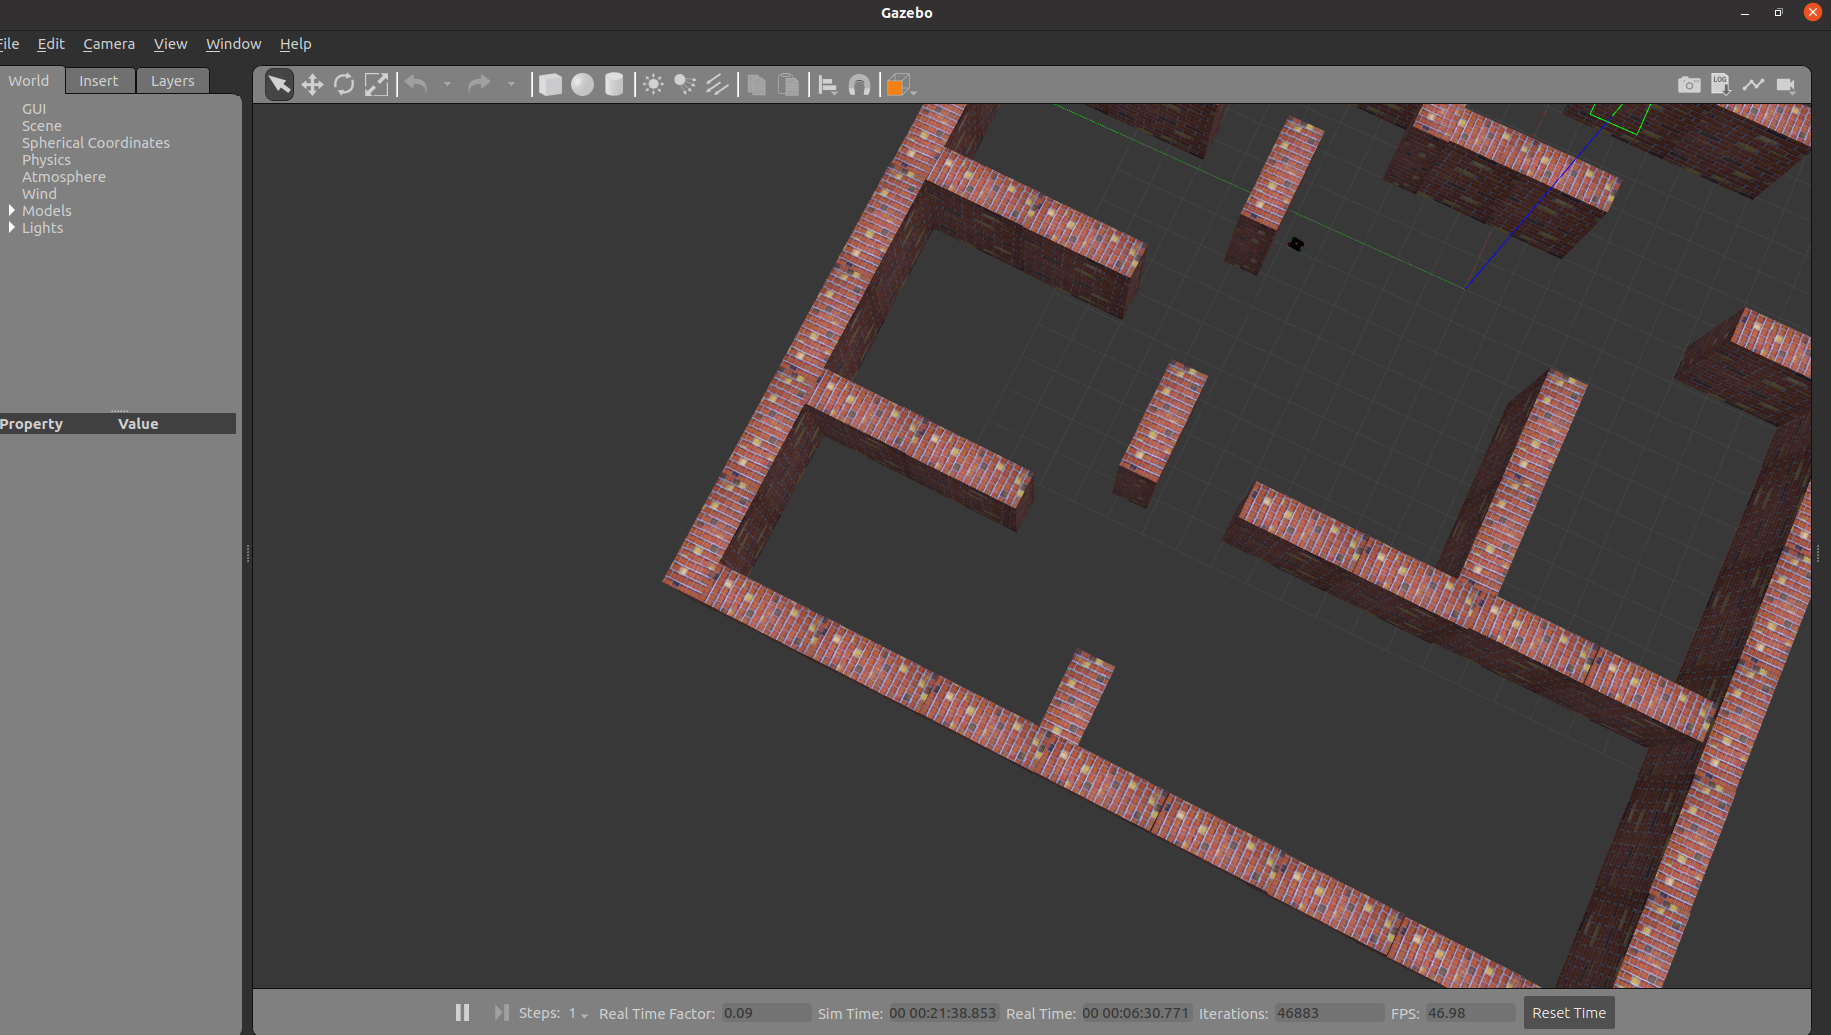 Gazebo
File Edit Camera View Window Help
World Insert Layers
LOG
GUI
Scene
Spherical Coordinates
Physics
Atmosphere
Wind
Models
Lights
Property Value
Steps: 1 Real Time Factor: 0.09 Sim Time: 00 00:21:38.853 Real Time: 00 00:06:30.771 Iterations: 46883 FPS: 46.98 Reset Time